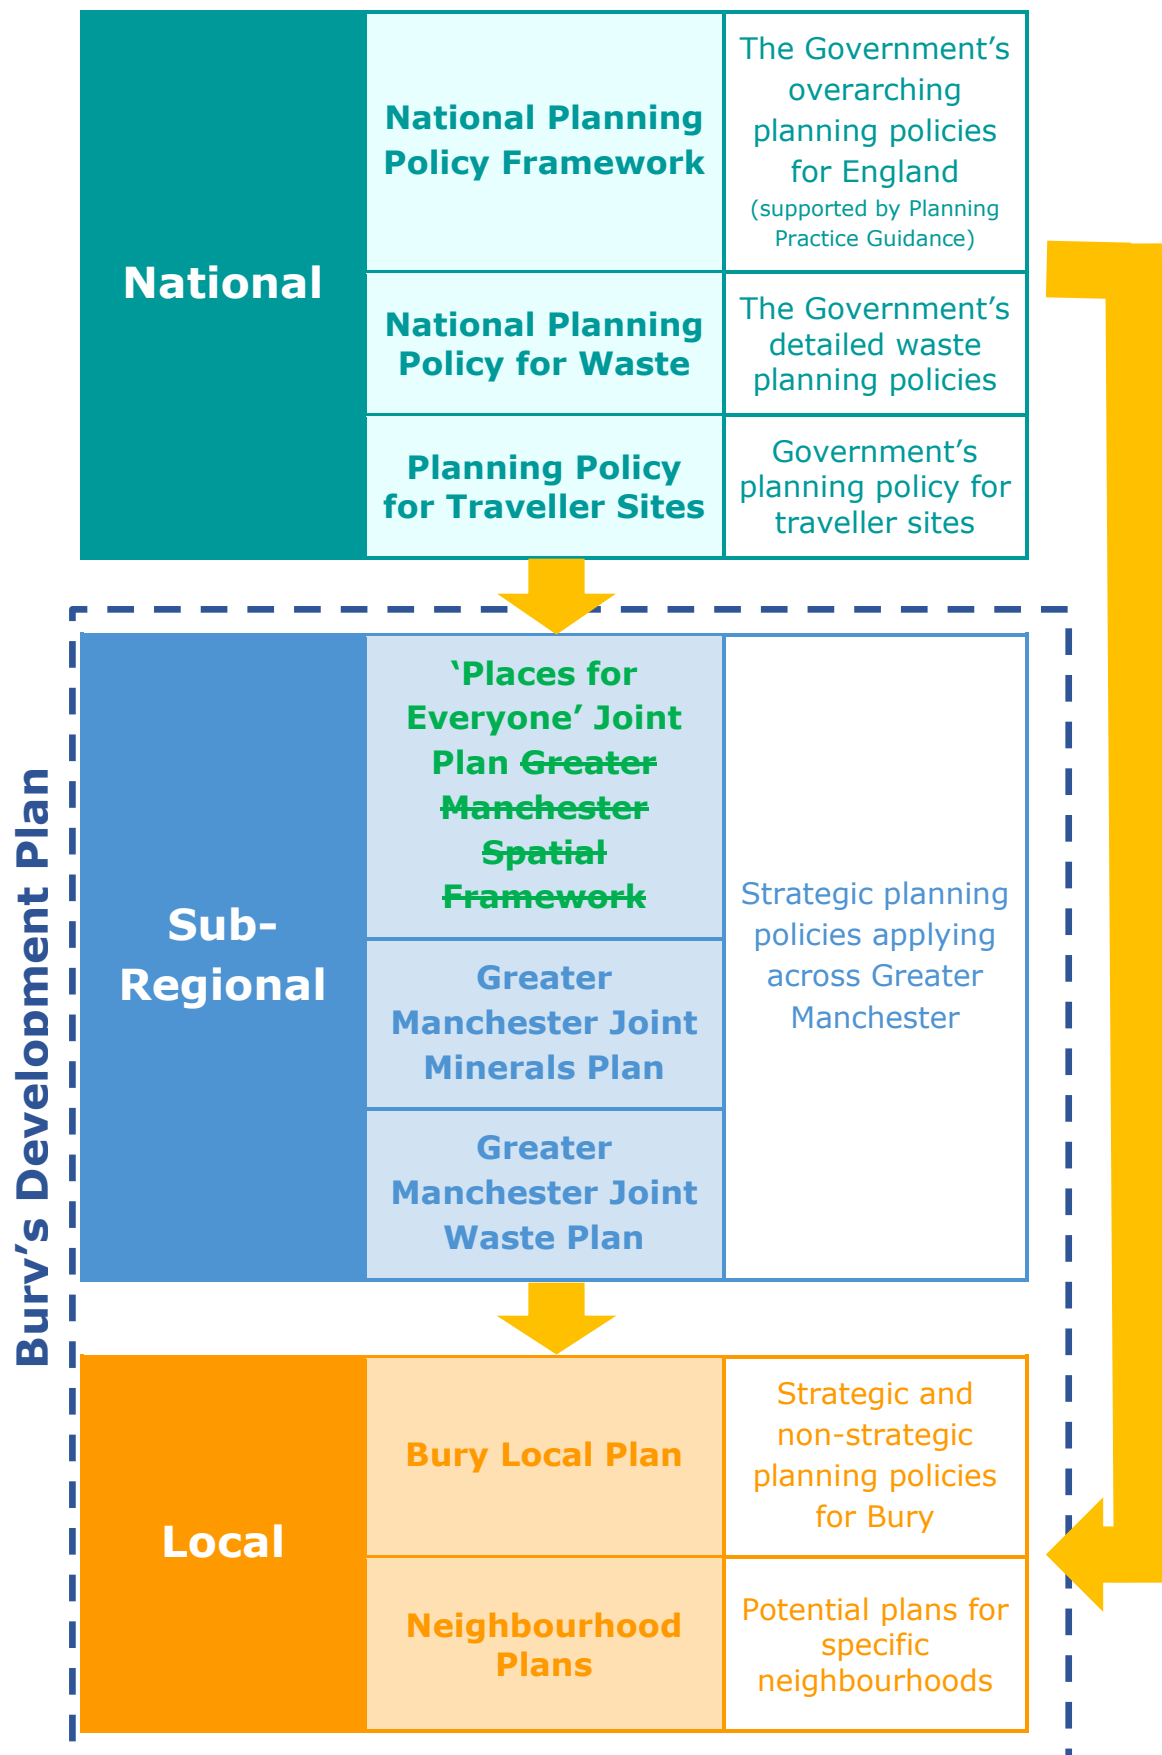 National
National Planning
Policy Framework
The Government’s
overarching
planning policies
for England
(supported by Planning
Practice Guidance)
National Planning
Policy for Waste
The Government’s
detailed waste
planning policies
Planning Policy
for Traveller Sites
Government’s
planning policy for
traveller sites
Bury’s Development Plan
Sub-
Regional
‘Places for
Everyone’ Joint
Plan Greater
Manchester
Spatial
Framework
Greater
Manchester Joint
Minerals Plan
Greater
Manchester Joint
Waste Plan
Strategic planning
policies applying
across Greater
Manchester
Local
Bury Local Plan
Strategic and
non-strategic
planning policies
for Bury
Neighbourhood
Plans
Potential plans for
specific
neighbourhoods